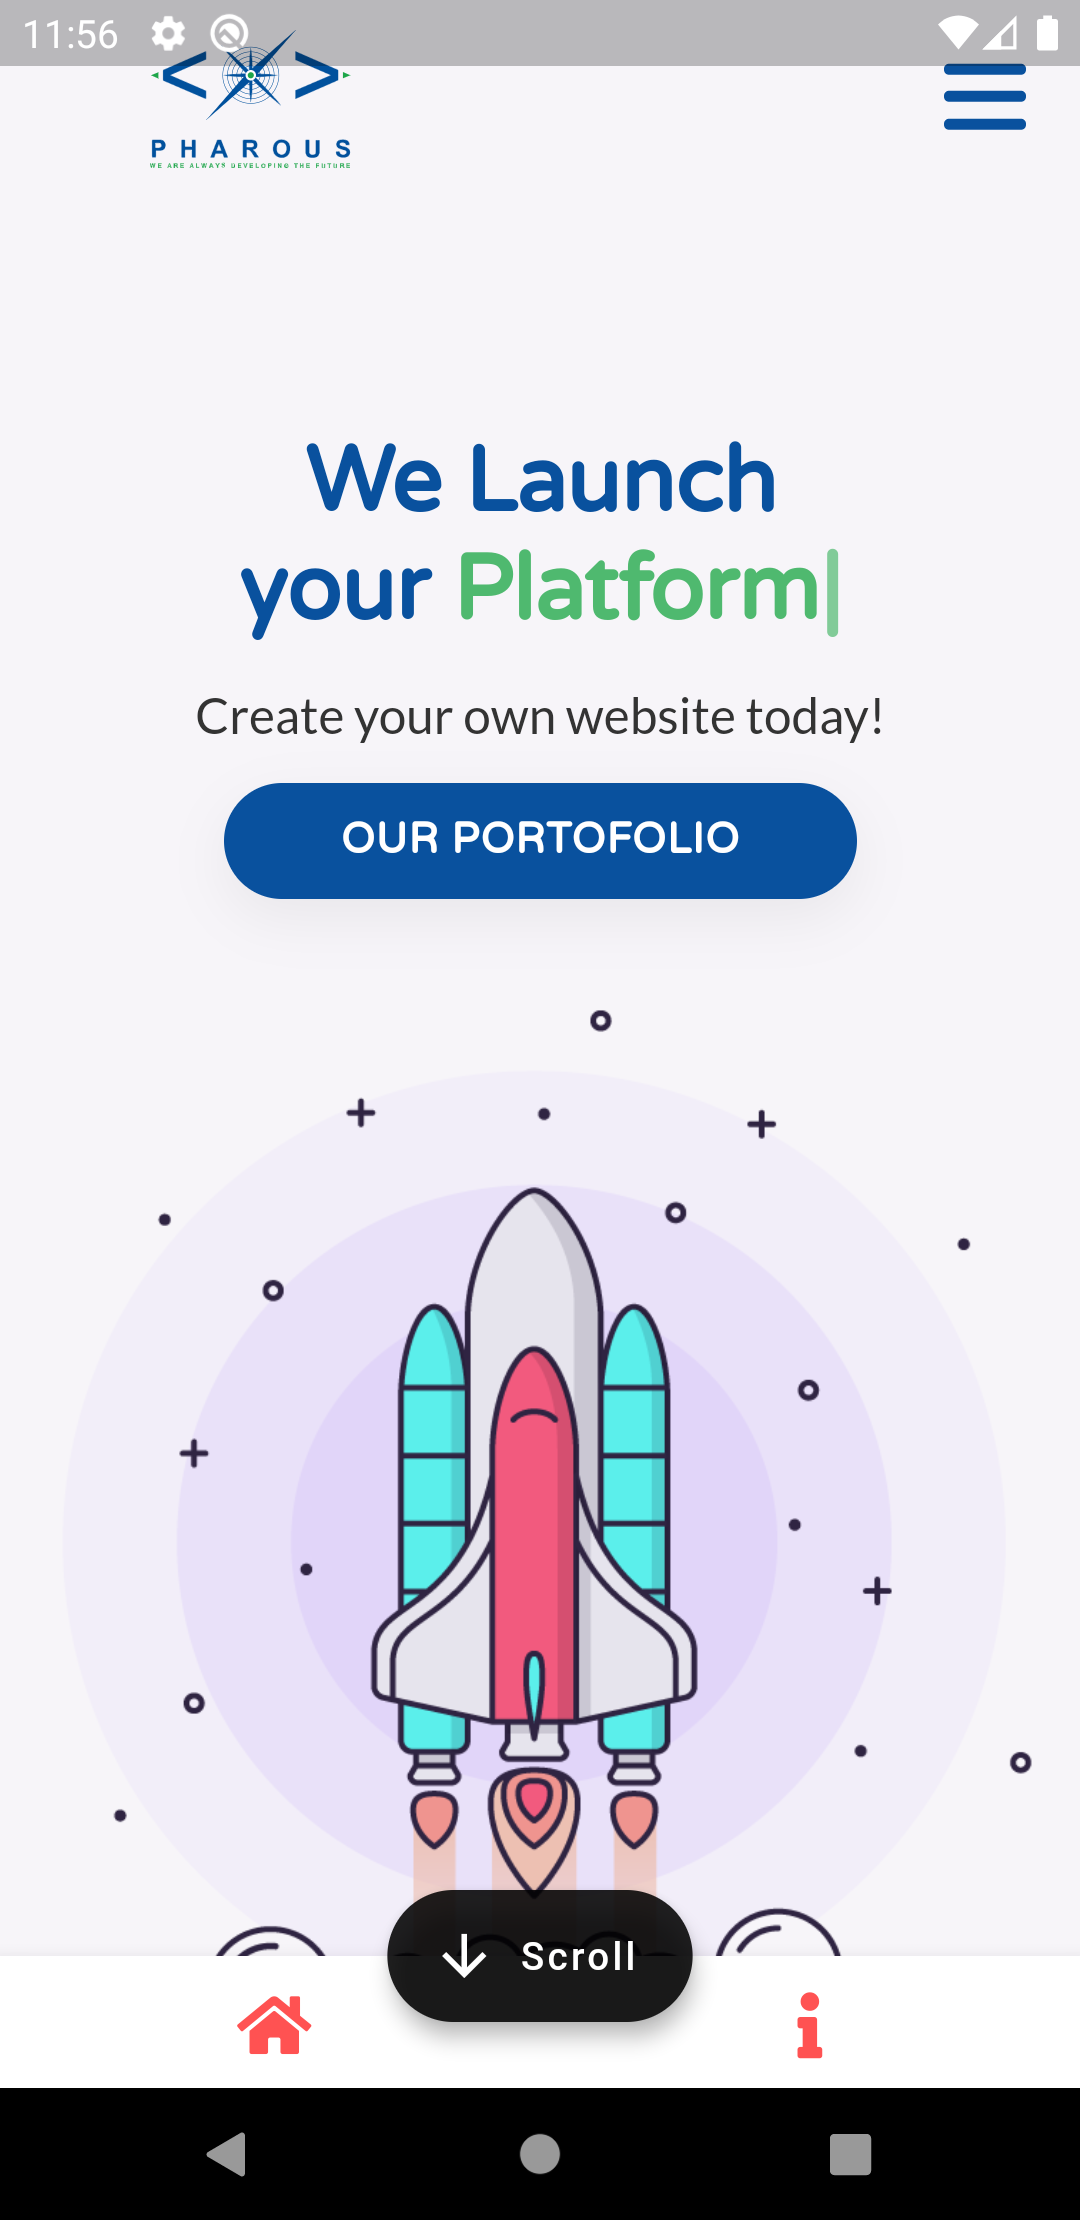 11:56
PHAROUS
WE ARE ALWAYS DEVELOPING THE FUTURE
We Launch
your Platform|
Create your own website today!
OUR PORTOFOLIO
Scroll